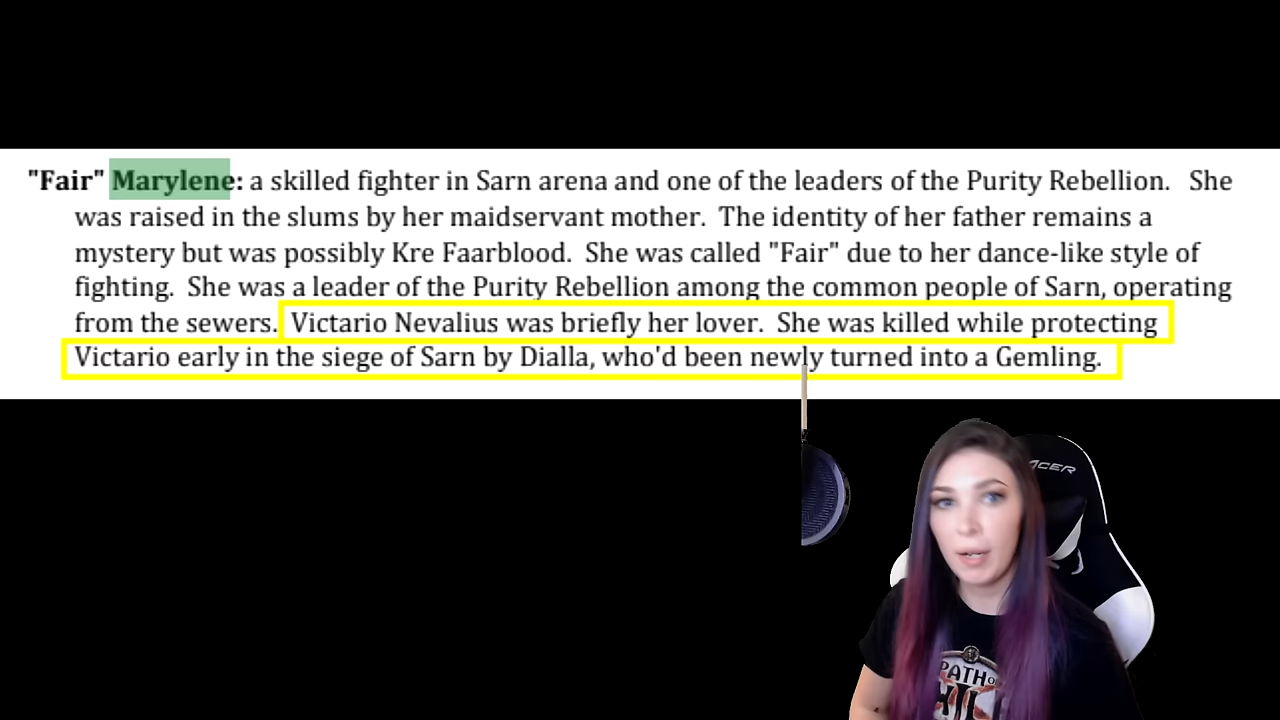 "Fair" Marylene: a skilled fighter in Sarn arena and one of the leaders of the Purity Rebellion. She
was raised in the slums by her maidservant mother. The identity of her father remains a
mystery but was possibly Kre Faarblood. She was called "Fair" due to her dance-like style of
fighting. She was a leader of the Purity Rebellion among the common people of Sarn, operating
from the sewers. Victario Nevalius was briefly her lover. She was killed while protecting
Victario early in the siege of Sarn by Dialla, who'd been newly turned into a Gemling.
ACER
PATH OF